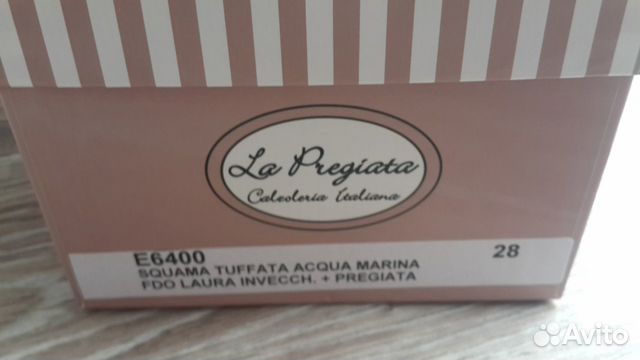 La Pregiata
Calzoleria Italiana
E6400 28
SQUAMA TUFFATA ACQUA MARINA
FDO LAURA INVECCH. + PREGIATA
Avito